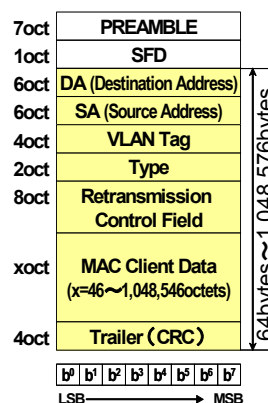 7oct PREAMBLE
1oct SFD
6oct DA (Destination Address)
6oct SA (Source Address)
4oct VLAN Tag
2oct Type
8oct Retransmission
Control Field
xoct MAC Client Data
(x=46～1,048,546octets)
4oct Trailer（CRC）
64bytes～1,048,576bytes
b⁰ b¹ b² b³ b⁴ b⁵ b⁶ b⁷
LSB MSB